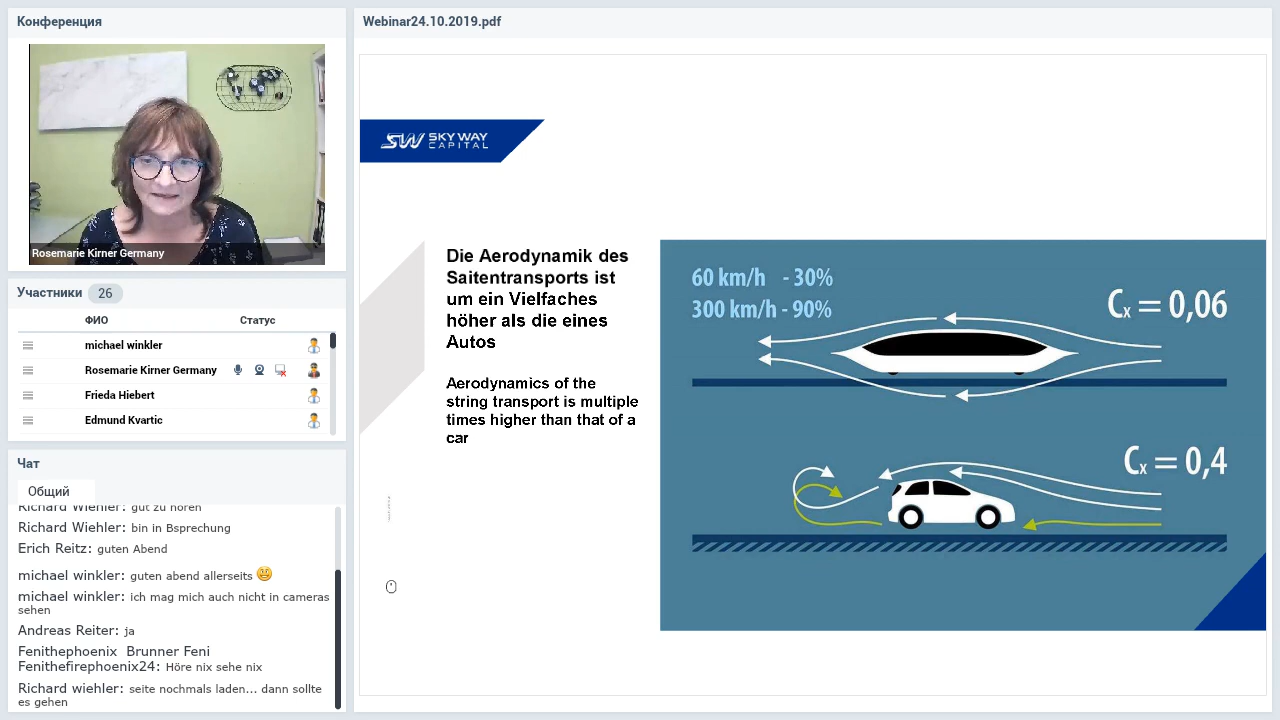 Конференция
Rosemarie Kirner Germany
Участники 26
ФИО Статус
michael winkler
Rosemarie Kirner Germany
Frieda Hiebert
Edmund Kvartic
Чат
Общий
Richard Wiehler: gut zu hören
Richard Wiehler: bin in Bsprechung
Erich Reitz: guten Abend
michael winkler: guten abend allerseits
michael winkler: ich mag mich auch nicht in cameras
sehen
Andreas Reiter: ja
Fenithephoenix Brunner Feni
Fenithefirephoenix24: Höre nix sehe nix
Richard wiehler: seite nochmals laden... dann sollte
es gehen
Webinar24.10.2019.pdf
SW SKYWAY
CAPITAL
Die Aerodynamik des
Saitentransports ist
um ein Vielfaches
höher als die eines
Autos
Aerodynamics of the
string transport is multiple
times higher than that of a
car
60 km/h - 30%
300 km/h - 90%
Cx = 0,06
Cx = 0,4